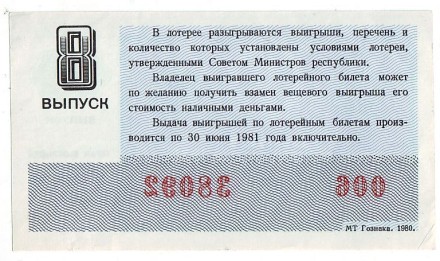 8
ВЫПУСК
В лотерее разыгрываются выигрыши, перечень и
количество которых установлены условиями лотереи,
утвержденными Советом Министров республики.
Владелец выигравшего лотерейного билета может
по желанию получить взамен вещевого выигрыша его
стоимость наличными деньгами.
Выдача выигрышей по лотерейным билетам произ-
водится по 30 июня 1981 года включительно.
38092 006
МТ Гознака. 1980.